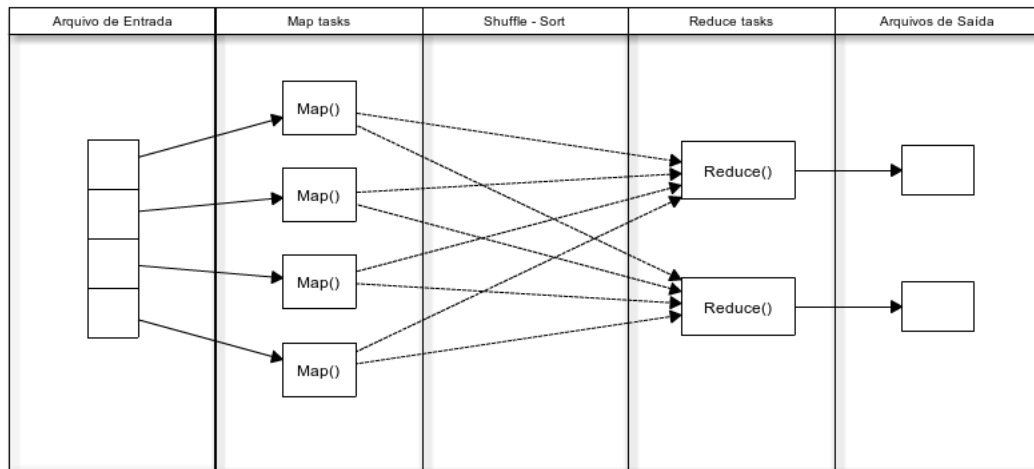 Arquivo de Entrada
Map tasks
Shuffle - Sort
Reduce tasks
Arquivos de Saída
Map()
Map()
Map()
Map()
Reduce()
Reduce()